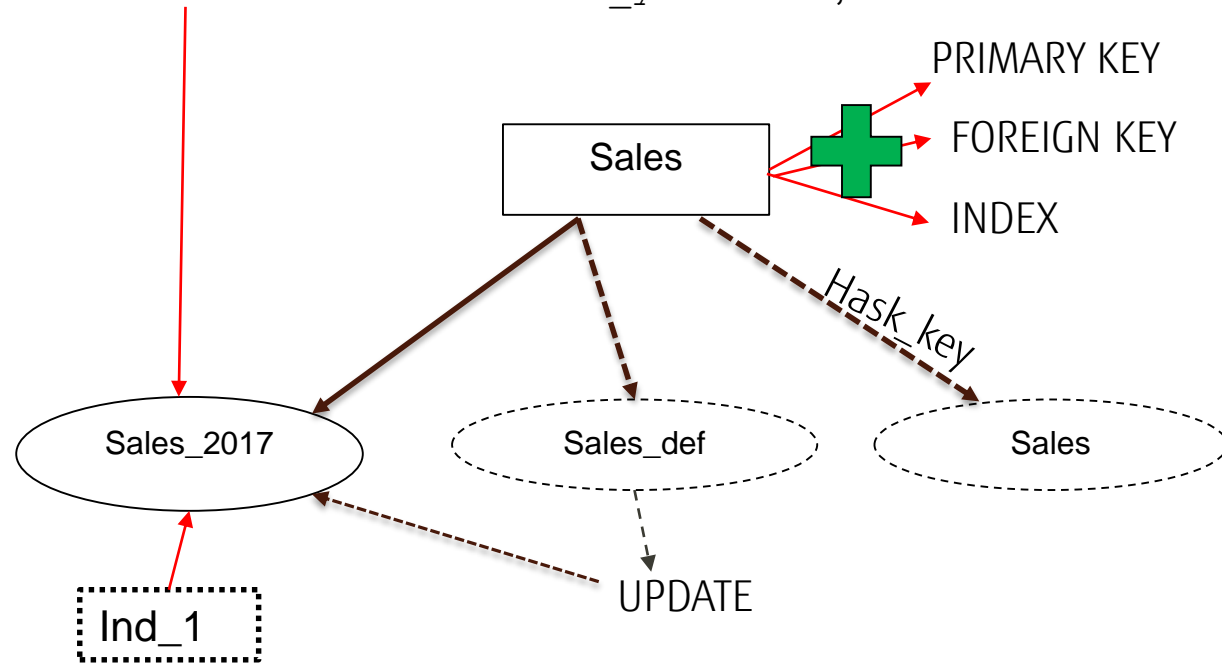 PRIMARY KEY
Sales
FOREIGN KEY
INDEX
Hask_key
Sales_2017
Sales_def
Sales
UPDATE
Ind_1